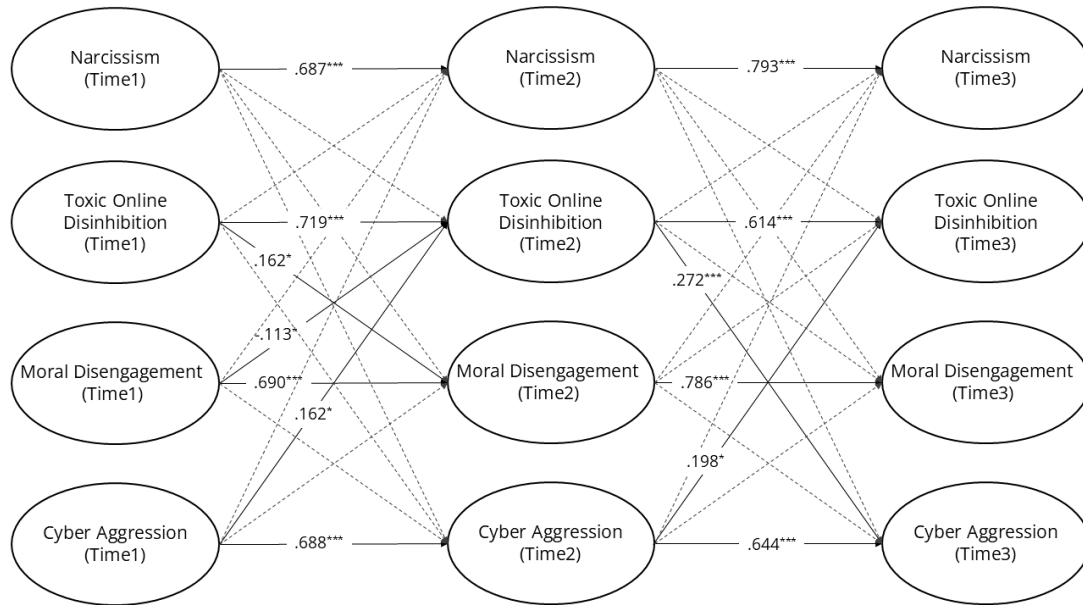 Narcissism
(Time1)
.687***
Narcissism
(Time2)
.793***
Narcissism
(Time3)
Toxic Online
Disinhibition
(Time1)
.719***
.162*
Toxic Online
Disinhibition
(Time2)
.614***
.272***
Toxic Online
Disinhibition
(Time3)
Moral Disengagement
(Time1)
-.113*
.690***
.162*
Moral Disengagement
(Time2)
.786***
.198*
Moral Disengagement
(Time3)
Cyber Aggression
(Time1)
.688***
Cyber Aggression
(Time2)
.644***
Cyber Aggression
(Time3)